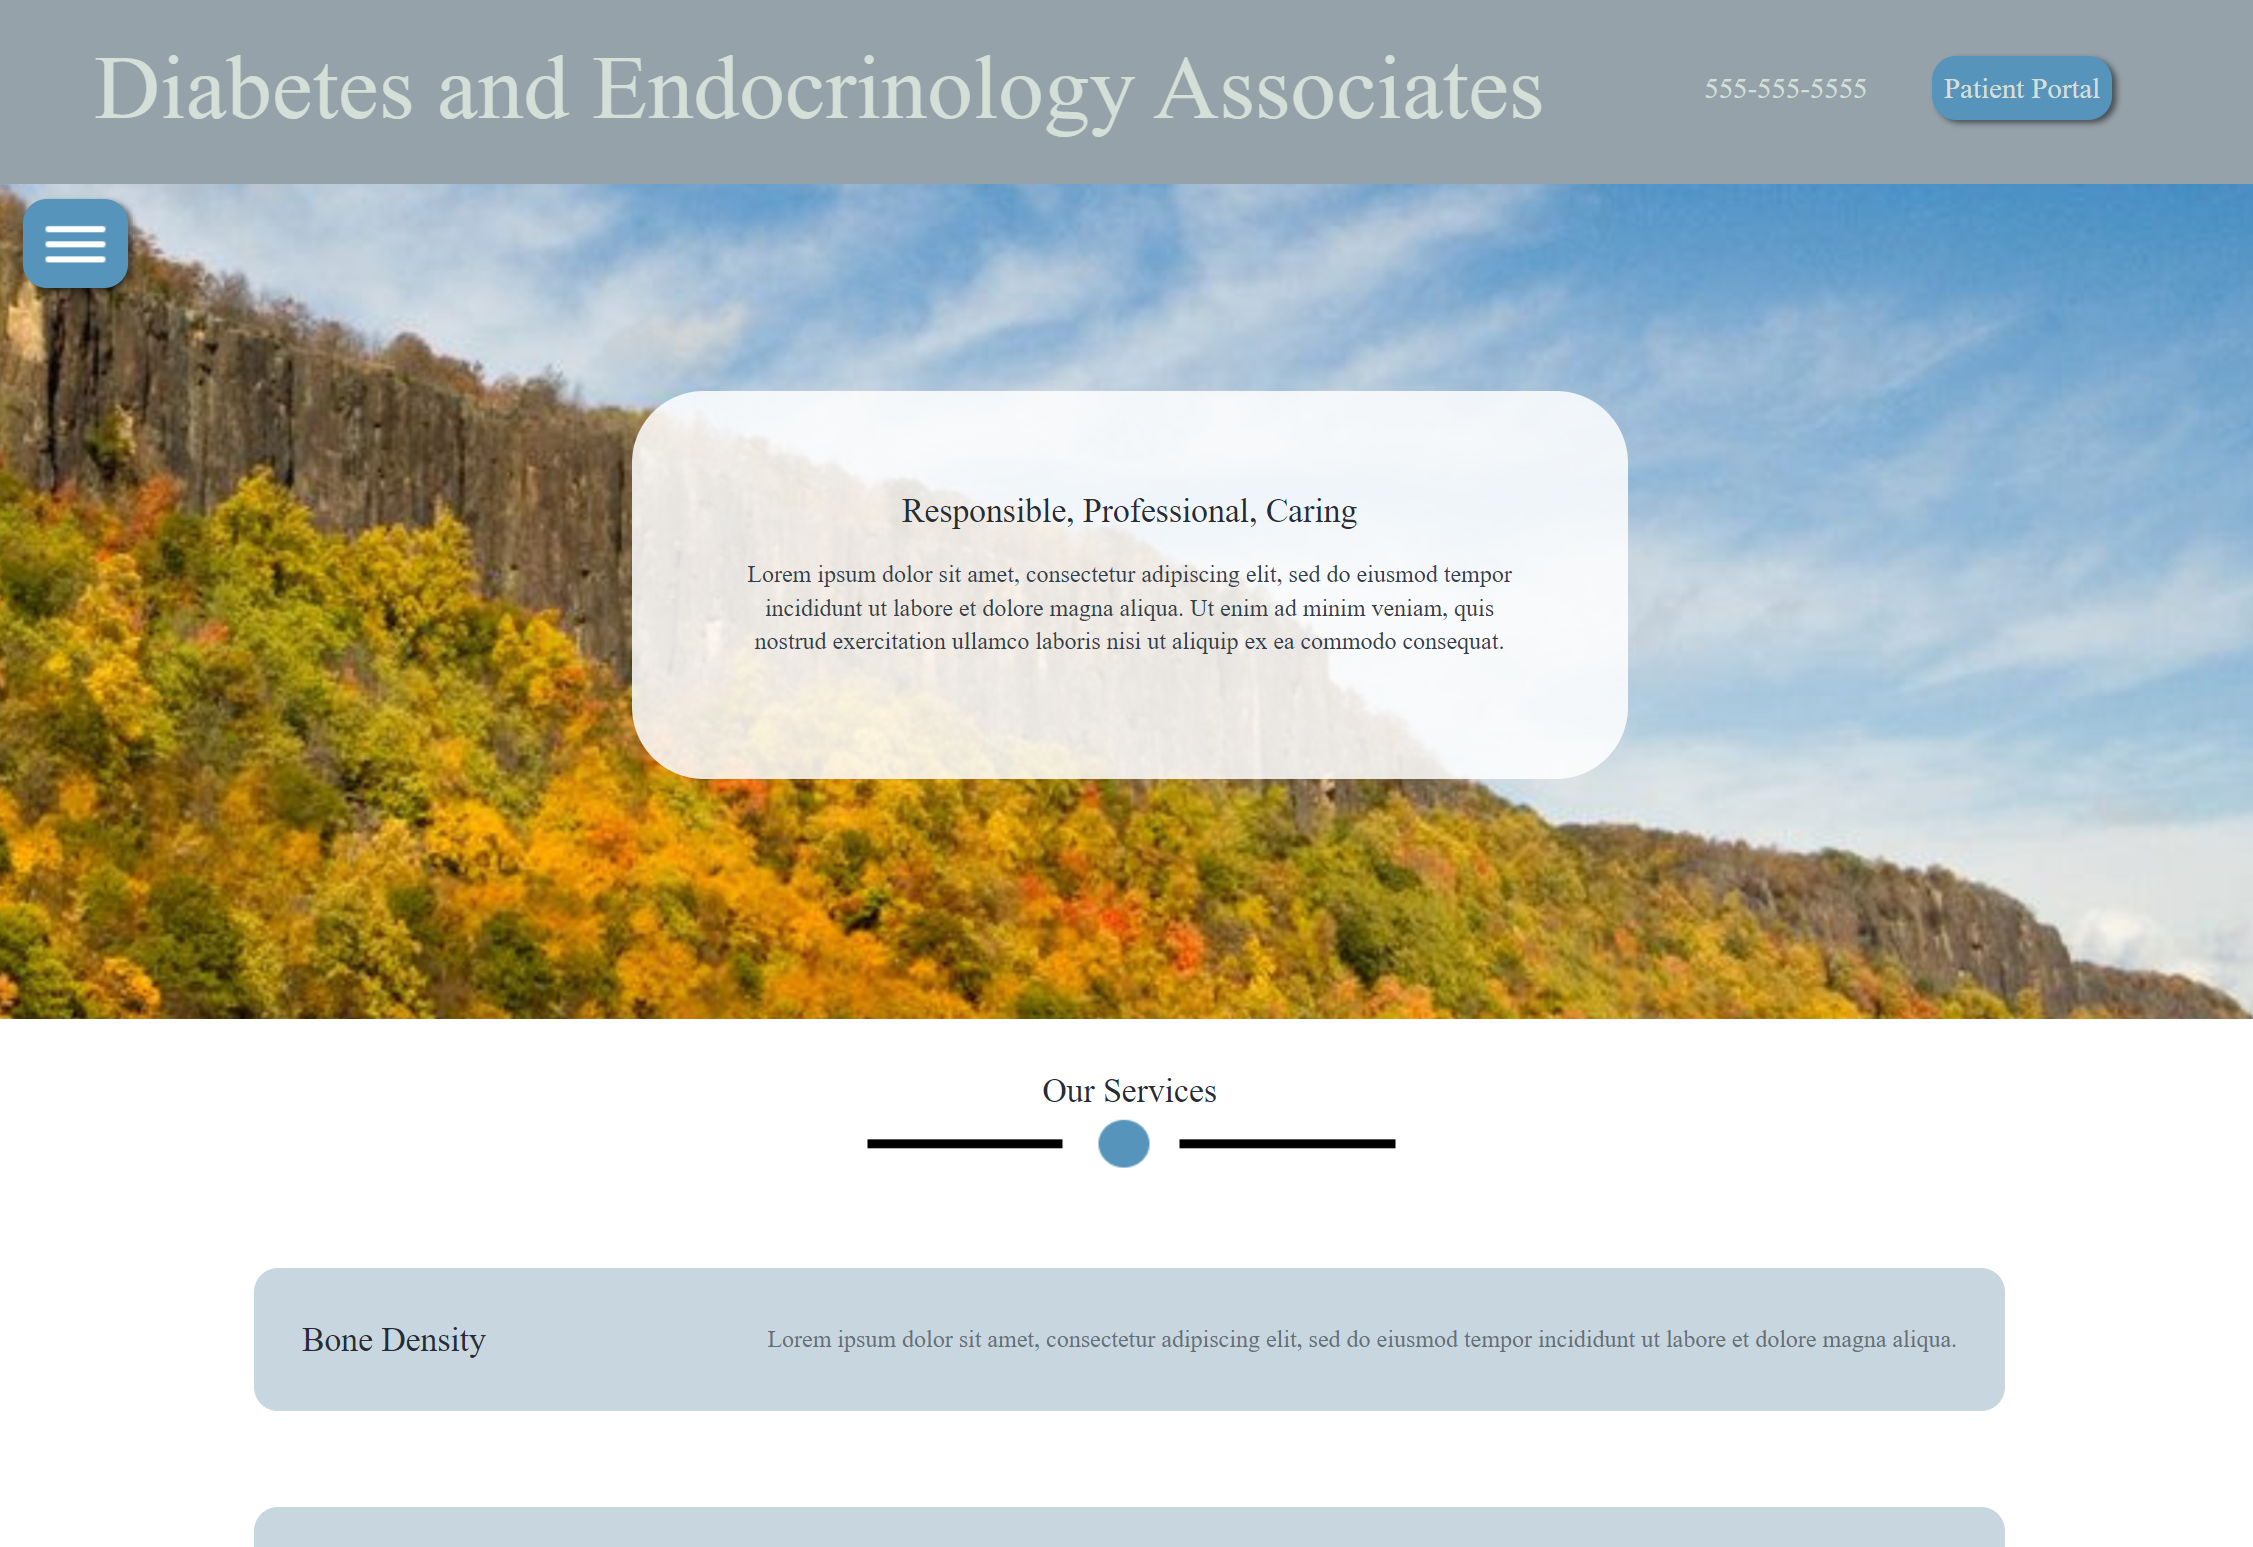 Diabetes and Endocrinology Associates
555-555-5555
Patient Portal
Responsible, Professional, Caring
Lorem ipsum dolor sit amet, consectetur adipiscing elit, sed do eiusmod tempor
incididunt ut labore et dolore magna aliqua. Ut enim ad minim veniam, quis
nostrud exercitation ullamco laboris nisi ut aliquip ex ea commodo consequat.
Our Services
Bone Density
Lorem ipsum dolor sit amet, consectetur adipiscing elit, sed do eiusmod tempor incididunt ut labore et dolore magna aliqua.